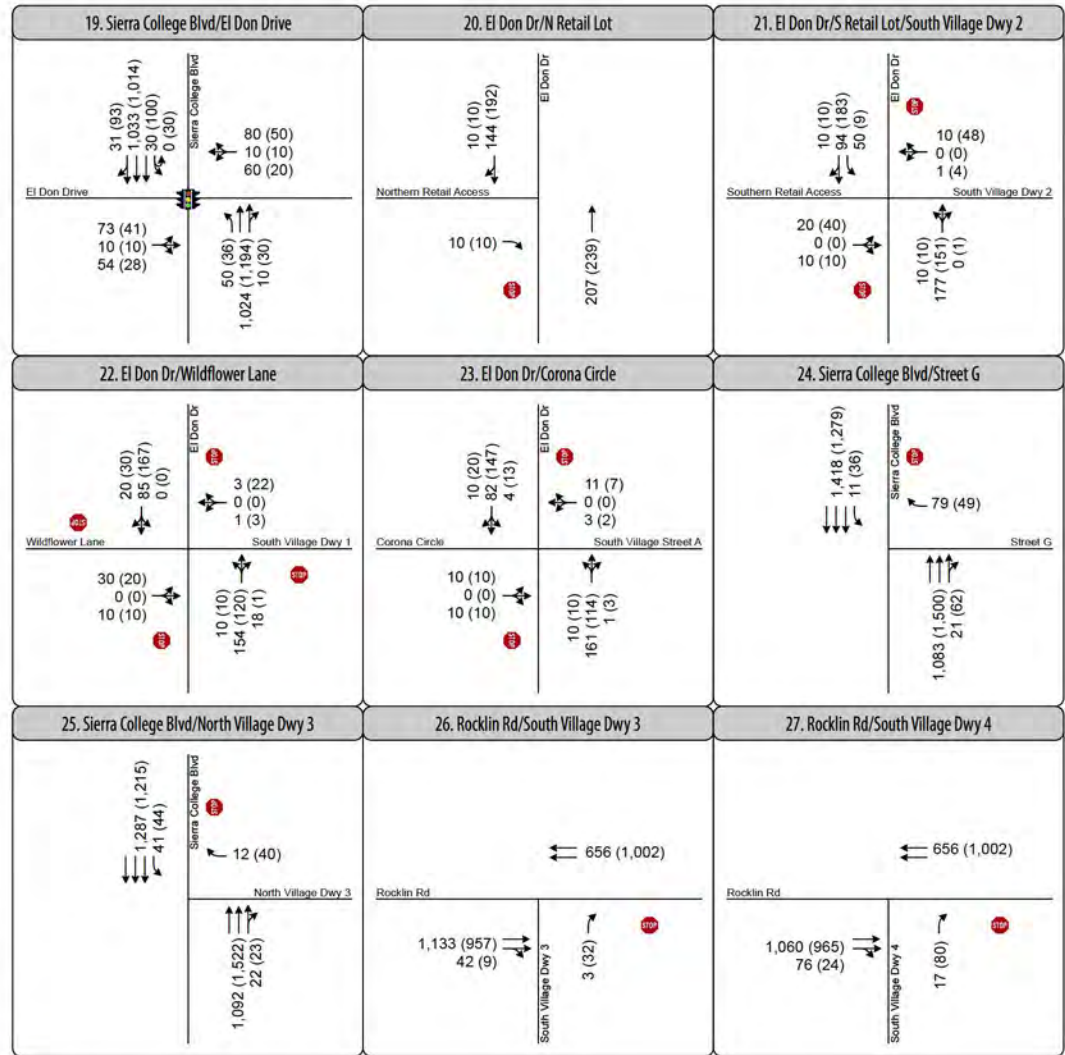 19. Sierra College Blvd/El Don Drive
31 (93)
1,033 (1,014)
30 (100)
0 (30)
Sierra College Blvd
80 (50)
10 (10)
60 (20)
El Don Drive
73 (41)
10 (10)
54 (28)
50 (36)
1,024 (1,194)
10 (30)
20. El Don Dr/N Retail Lot
El Don Dr
10 (10)
144 (192)
Northern Retail Access
10 (10)
STOP
207 (239)
21. El Don Dr/S Retail Lot/South Village Dwy 2
El Don Dr
10 (10)
94 (183)
50 (9)
STOP
10 (48)
0 (0)
1 (4)
Southern Retail Access
South Village Dwy 2
20 (40)
0 (0)
10 (10)
STOP
10 (10)
177 (151)
0 (1)
22. El Don Dr/Wildflower Lane
El Don Dr
20 (30)
85 (167)
0 (0)
STOP
3 (22)
0 (0)
1 (3)
STOP
Wildflower Lane
South Village Dwy 1
STOP
30 (20)
0 (0)
10 (10)
STOP
10 (10)
154 (120)
18 (1)
23. El Don Dr/Corona Circle
El Don Dr
10 (20)
82 (147)
4 (13)
STOP
11 (7)
0 (0)
3 (2)
Corona Circle
South Village Street A
10 (10)
0 (0)
10 (10)
STOP
10 (10)
161 (114)
1 (3)
24. Sierra College Blvd/Street G
1,418 (1,279)
11 (36)
Sierra College Blvd
STOP
79 (49)
Street G
1,083 (1,500)
21 (62)
25. Sierra College Blvd/North Village Dwy 3
1,287 (1,215)
41 (44)
Sierra College Blvd
STOP
12 (40)
North Village Dwy 3
1,092 (1,522)
22 (23)
26. Rocklin Rd/South Village Dwy 3
656 (1,002)
Rocklin Rd
1,133 (957)
42 (9)
South Village Dwy 3
3 (32)
STOP
27. Rocklin Rd/South Village Dwy 4
656 (1,002)
Rocklin Rd
1,060 (965)
76 (24)
South Village Dwy 4
17 (80)
STOP